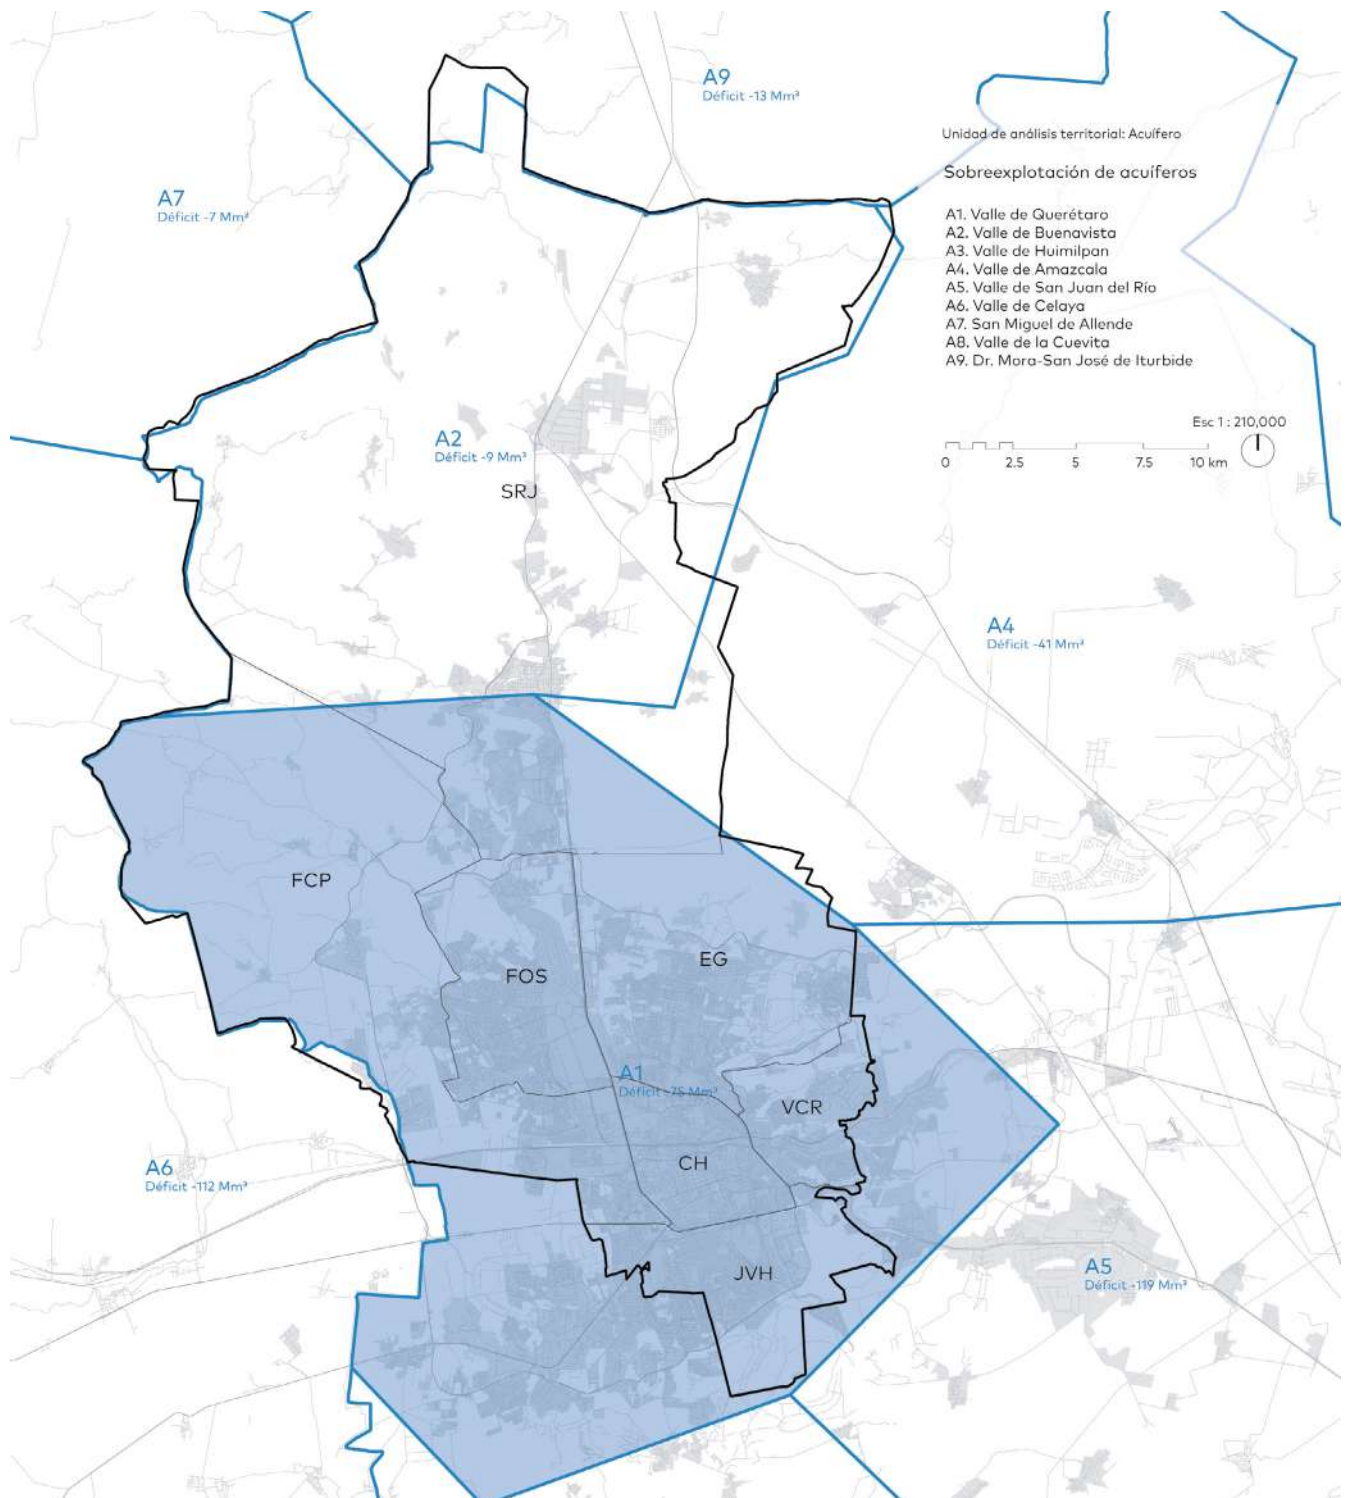 A9
Déficit -13 Mm³
Unidad de análisis territorial: Acuífero
Sobreexplotación de acuíferos
A7
Déficit -7 Mm³
A1. Valle de Querétaro
A2. Valle de Buenavista
A3. Valle de Huimilpan
A4. Valle de Amazcala
A5. Valle de San Juan del Río
A6. Valle de Celaya
A7. San Miguel de Allende
A8. Valle de la Cuevita
A9. Dr. Mora-San José de Iturbide
Esc 1 : 210,000
0 2.5 5 7.5 10 km
A2
Déficit -9 Mm³
SRJ
A4
Déficit -41 Mm³
FCP
EG
FOS
A1
Déficit -75 Mm³
VCR
CH
A6
Déficit -112 Mm³
JVH
A5
Déficit -119 Mm³